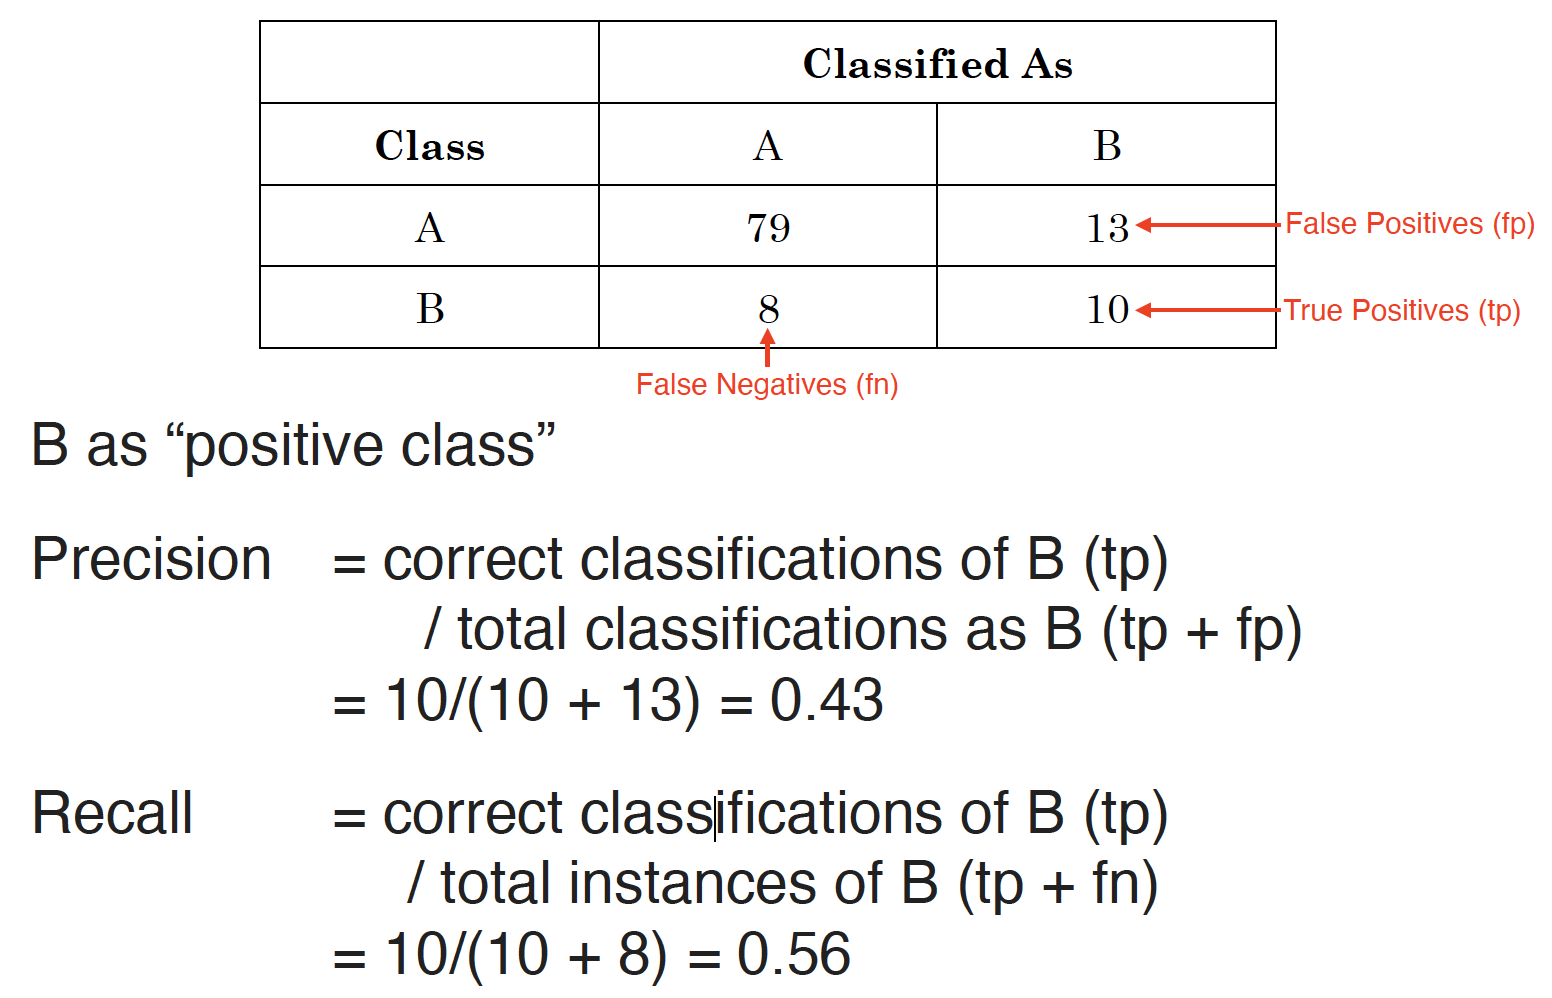 Classified As
Class A B
A 79 13 False Positives (fp)
B 8 10 True Positives (tp)
False Negatives (fn)
B as “positive class”
Precision = correct classifications of B (tp)
/ total classifications as B (tp + fp)
= 10/(10 + 13) = 0.43
Recall = correct classifications of B (tp)
/ total instances of B (tp + fn)
= 10/(10 + 8) = 0.56